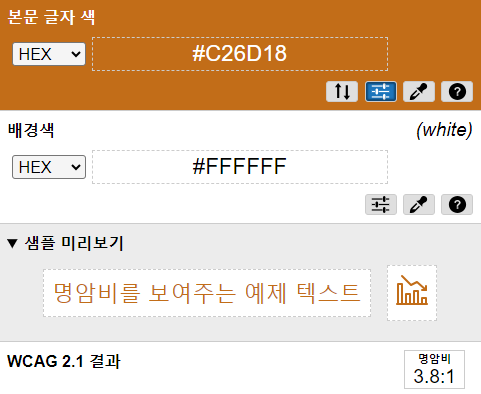 본문 글자 색
HEX
#C26D18
배경색
(white)
HEX
#FFFFFF
▼ 샘플 미리보기
명암비를 보여주는 예제 텍스트
WCAG 2.1 결과
명암비
3.8:1